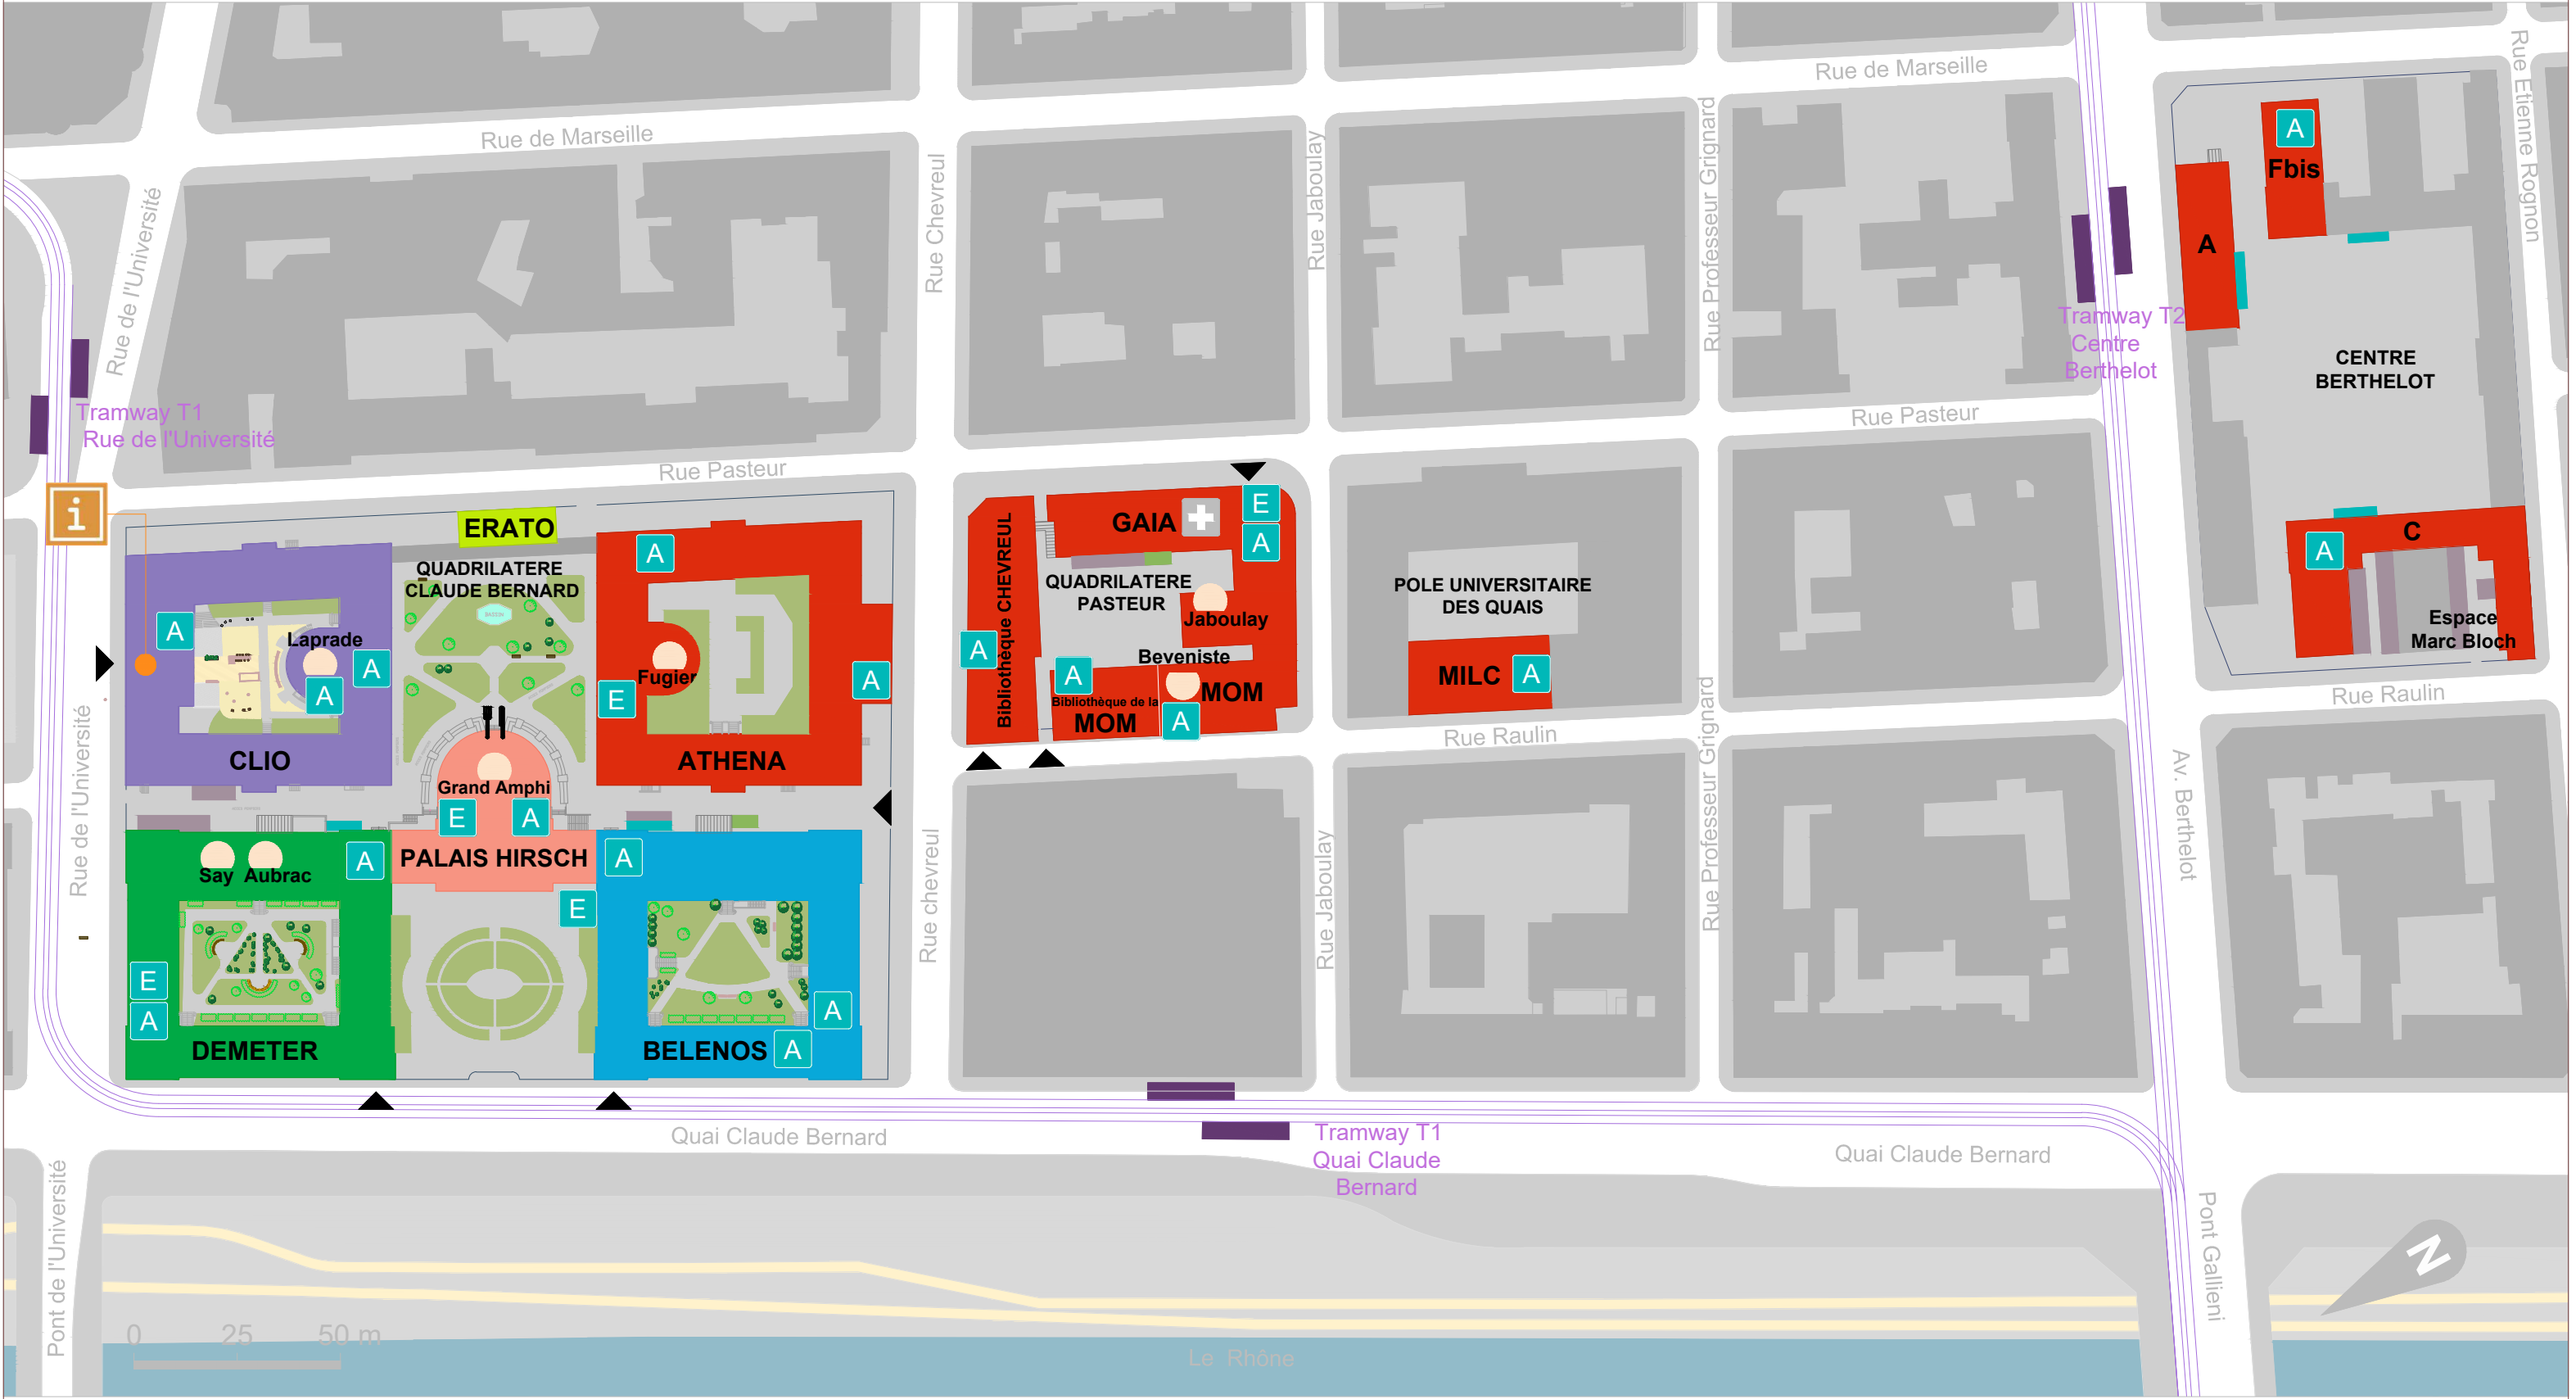 Rue de Marseille
Rue de Marseille
Rue Etienne Rognon
Rue de l'Université
Rue Chevreul
Rue Jaboulay
Rue Professeur Grignard
A
Fbis
A
Tramway T2
Centre
Berthelot
CENTRE
BERTHELOT
Tramway T1
Rue de l'Université
Rue Pasteur
Rue Pasteur
i
ERATO
QUADRILATERE
CLAUDE BERNARD
BASSIN
A
Laprade
A
A
A
CLIO
A
Fugier
E
A
ATHENA
Grand Amphi
E
A
PALAIS HIRSCH
Bibliothèque CHEVREUL
A
GAIA
E
A
QUADRILATERE
PASTEUR
Jaboulay
Beveniste
A
Bibliothèque de la
MOM
MOM
A
POLE UNIVERSITAIRE
DES QUAIS
MILC
A
C
A
Espace
Marc Bloch
Rue Raulin
Rue Raulin
Rue de l'Université
Say Aubrac
A
E
A
DEMETER
A
E
A
BELENOS
A
Rue chevreul
Rue Jaboulay
Rue Professeur Grignard
Av. Berthelot
Quai Claude Bernard
Tramway T1
Quai Claude
Bernard
Quai Claude Bernard
Pont de l'Université
Pont Gallieni
N
0 25 50 m
Le Rhône